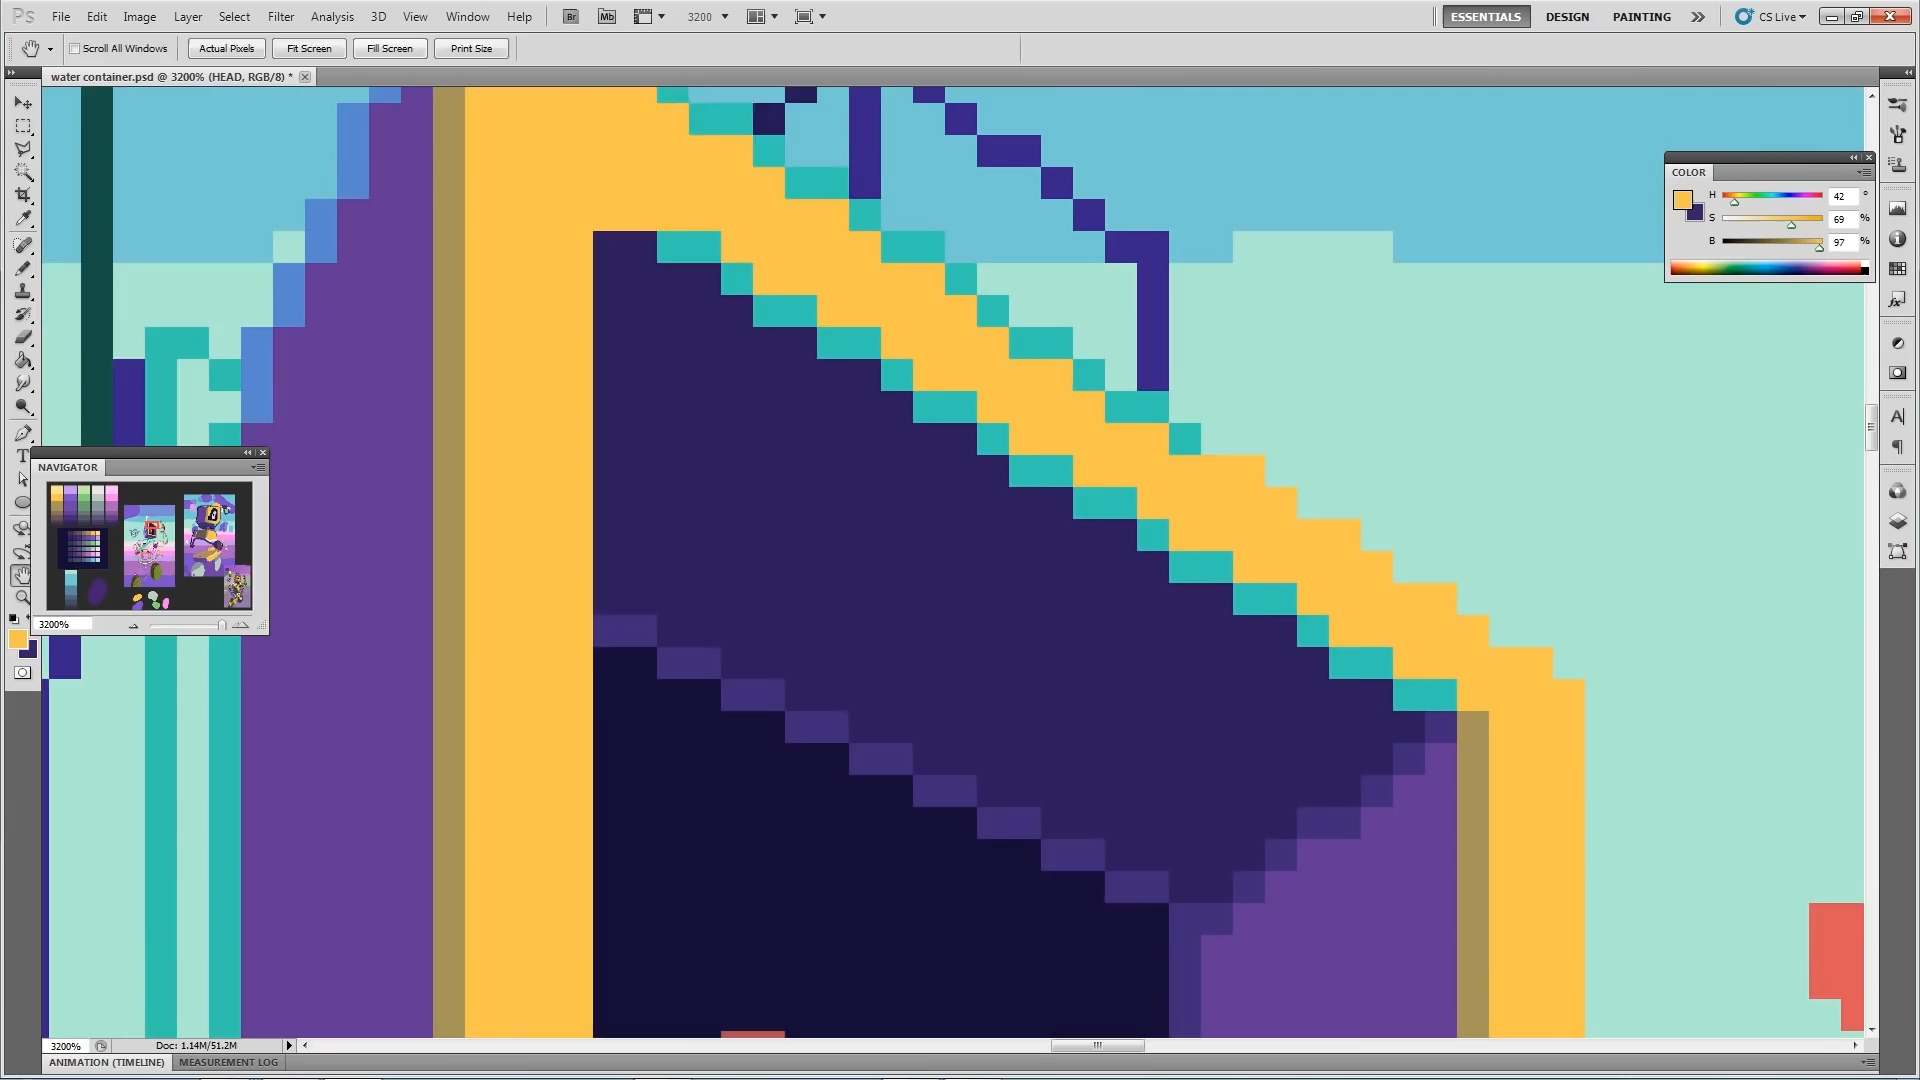 Ps File Edit Image Layer Select Filter Analysis 3D View Window Help Br Mb 3200 ESSENTIALS DESIGN PAINTING CS Live
Scroll All Windows Actual Pixels Fit Screen Fill Screen Print Size
water container.psd @ 3200% (HEAD, RGB/8) *
COLOR
H 42 °
S 69 %
B 97 %
NAVIGATOR
3200%
3200% Doc: 1.14M/51.2M
ANIMATION (TIMELINE) MEASUREMENT LOG